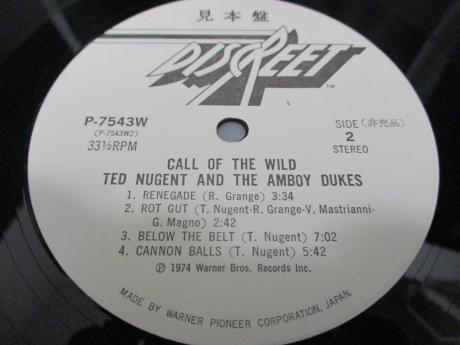 見本盤
DISCREET
TM
P-7543W
(P-7543W2)
33⅓RPM
SIDE (非売品)
2
STEREO
CALL OF THE WILD
TED NUGENT AND THE AMBOY DUKES
1. RENEGADE (R. Grange) 3:34
2. ROT GUT (T. Nugent-R. Grange-V. Mastrianni-
G. Magno) 2:42
3. BELOW THE BELT (T. Nugent) 7:02
4. CANNON BALLS (T. Nugent) 5:42
Ⓟ 1974 Warner Bros. Records Inc.
MADE BY WARNER PIONEER CORPORATION, JAPAN.